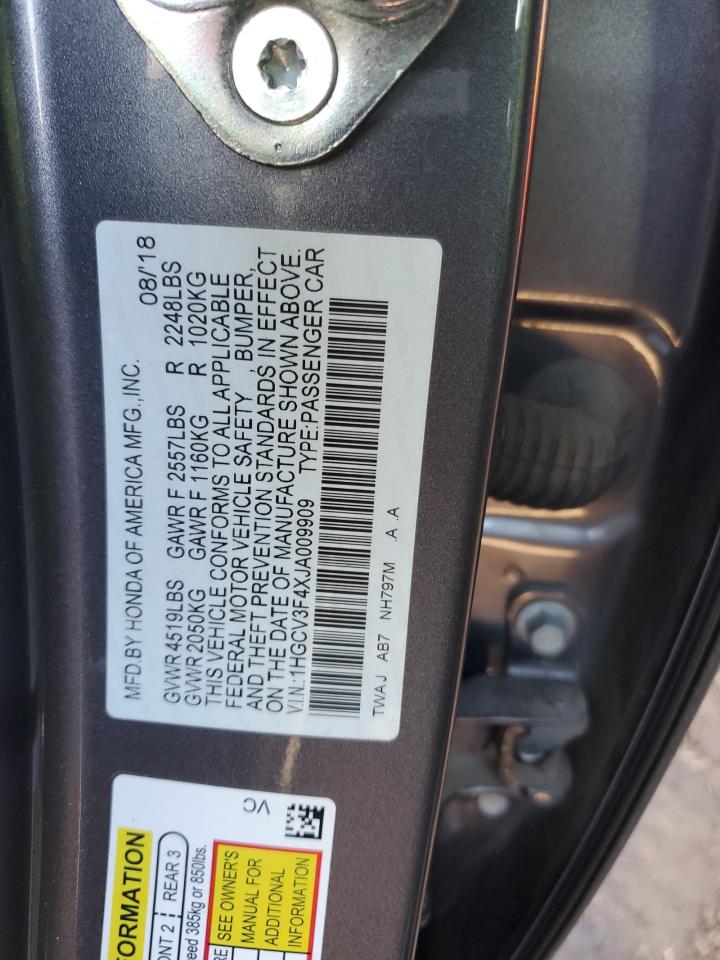 MFD.BY HONDA OF AMERICA MFG.,INC. 08/'18
GVWR 4519LBS GAWR F 2557LBS R 2248LBS
GVWR 2050KG GAWR F 1160KG R 1020KG
THIS VEHICLE CONFORMS TO ALL APPLICABLE
FEDERAL MOTOR VEHICLE SAFETY , BUMPER,
AND THEFT PREVENTION STANDARDS IN EFFECT
ON THE DATE OF MANUFACTURE SHOWN ABOVE.
V.I.N.:1HGCV3F4XJA009909 TYPE:PASSENGER CAR
TWAJ AB7 NH797M .A .A
VC
ORMATION
ONT 2 REAR 3
eed 385kg or 850lbs.
RE
SEE OWNER'S
MANUAL FOR
ADDITIONAL
INFORMATION